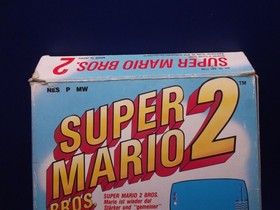 SUPER MARIO BROS. 2
NES P MW
SUPER
MARIO 2
TM
BROS
SUPER MARIO 2 BROS.
Mario ist wieder da!
Stärker und "gemeiner"